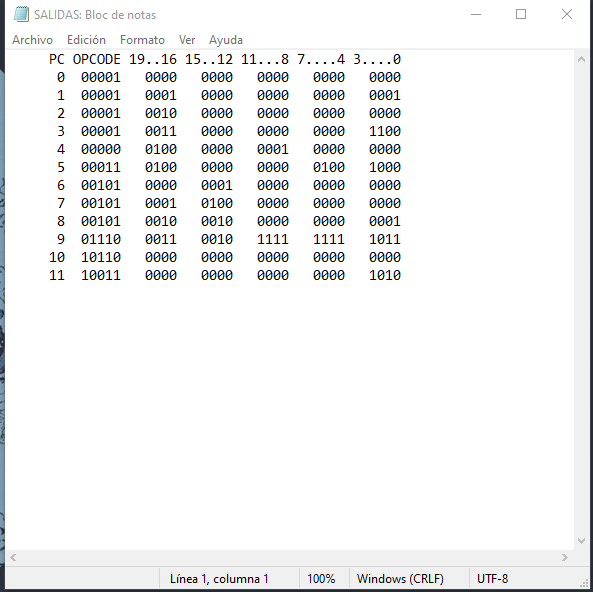 SALIDAS: Bloc de notas
Archivo Edición Formato Ver Ayuda
PC OPCODE 19..16 15..12 11...8 7....4 3....0
0 00001 0000 0000 0000 0000 0000
1 00001 0001 0000 0000 0000 0001
2 00001 0010 0000 0000 0000 0000
3 00001 0011 0000 0000 0000 1100
4 00000 0100 0000 0001 0000 0000
5 00011 0100 0000 0000 0100 1000
6 00101 0000 0001 0000 0000 0000
7 00101 0001 0100 0000 0000 0000
8 00101 0010 0010 0000 0000 0001
9 01110 0011 0010 1111 1111 1011
10 10110 0000 0000 0000 0000 0000
11 10011 0000 0000 0000 0000 1010
Línea 1, columna 1 100% Windows (CRLF) UTF-8